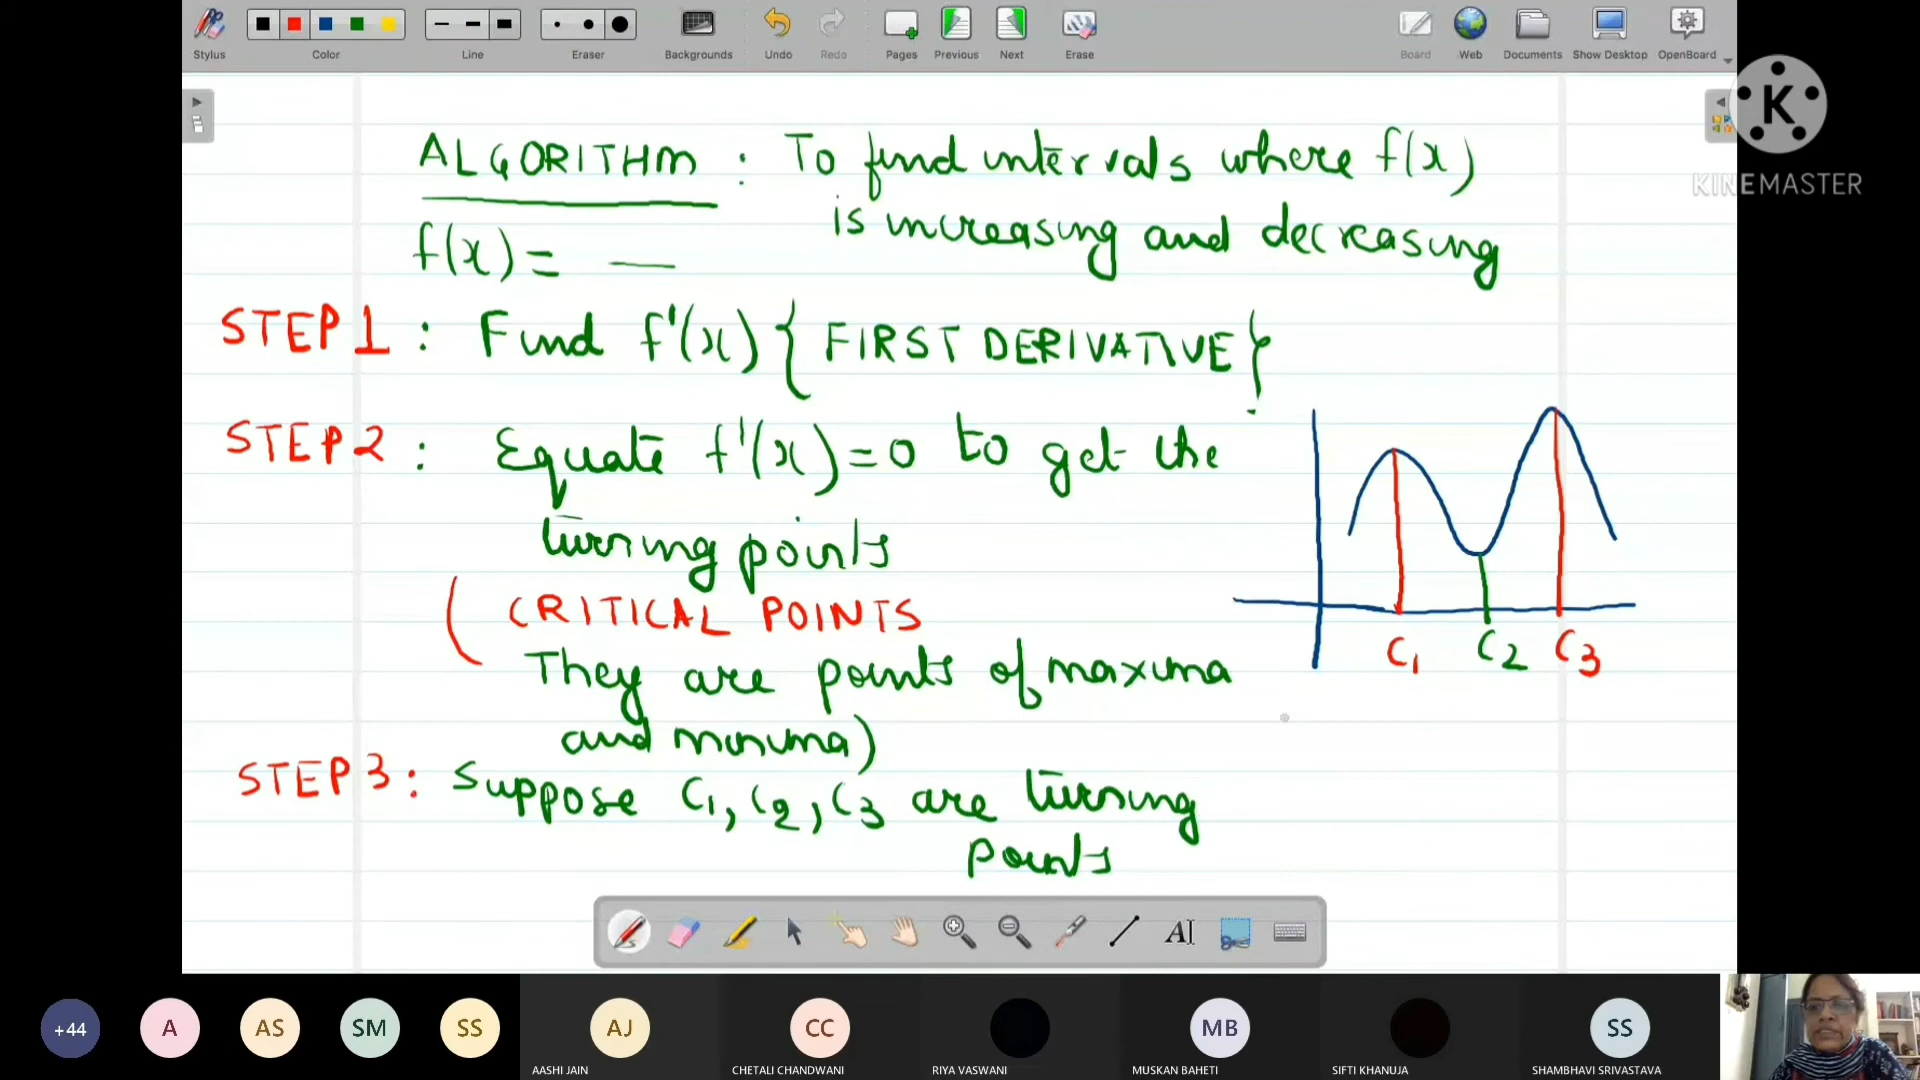 Stylus Color Line Eraser Backgrounds Undo Redo Pages Previous Next Erase Board Web Documents Show Desktop OpenBoard
K
KINEMASTER
ALGORITHM : To find intervals where f(x)
is increasing and decreasing
f(x) = —
STEP 1 : Find f'(x) { FIRST DERIVATIVE }
STEP 2 : Equate f'(x) = 0 to get the
turning points
( CRITICAL POINTS
They are points of maxima
and minima )
C1 C2 C3
STEP 3 : Suppose C1, C2, C3 are turning
points
AI
+44 A AS SM SS AJ CC MB SS
AASHI JAIN CHETALI CHANDWANI RIYA VASWANI MUSKAN BAHETI SIFTI KHANUJA SHAMBHAVI SRIVASTAVA